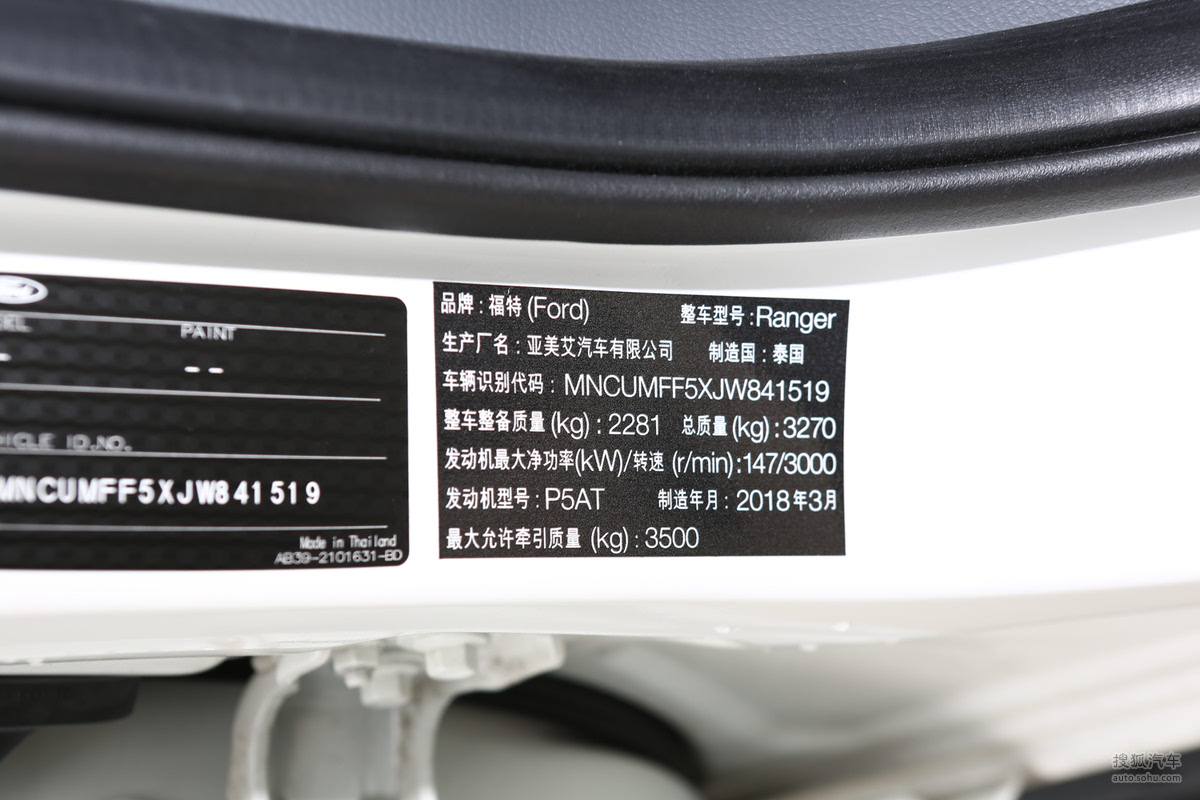 PAINT
--
MNCUMFF5XJW841519
Made in Thailand
AB39-2101631-BD
品牌：福特 (Ford) 整车型号：Ranger
生产厂名：亚美艾汽车有限公司 制造国：泰国
车辆识别代码：MNCUMFF5XJW841519
整车整备质量 (kg)：2281 总质量 (kg)：3270
发动机最大净功率(kW)/转速 (r/min)：147/3000
发动机型号：P5AT 制造年月：2018年3月
最大允许牵引质量 (kg)：3500
搜狐汽车
auto.sohu.com